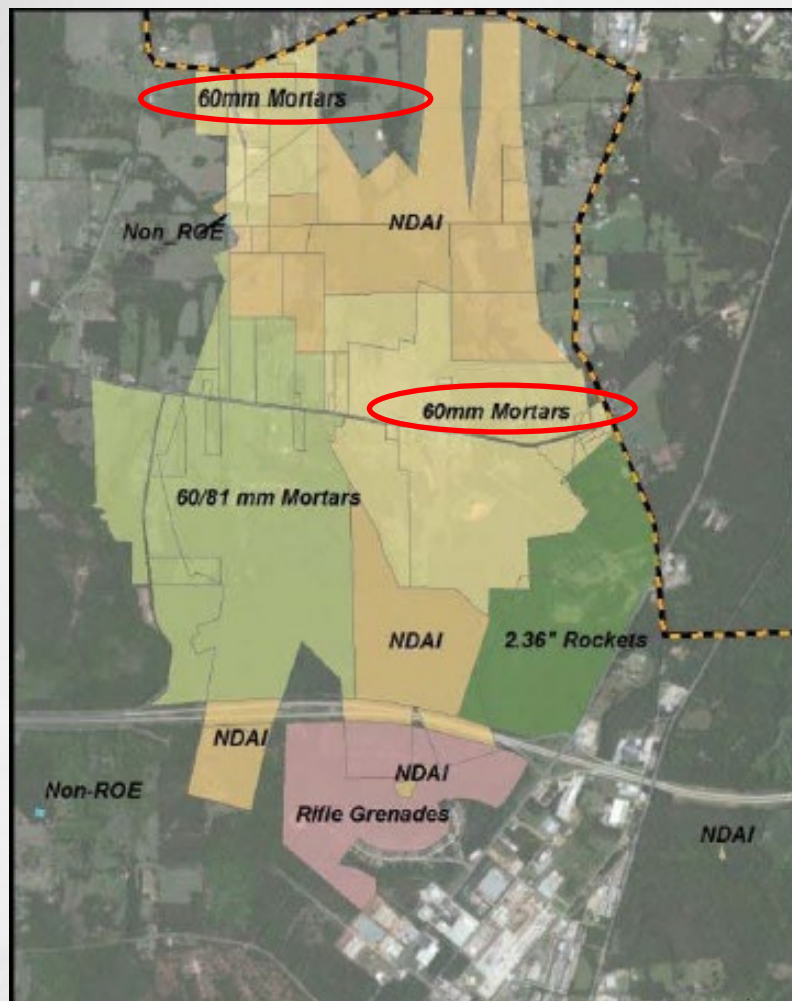 60mm Mortars
Non_ROE
NDAI
60mm Mortars
60/81 mm Mortars
NDAI
2.36" Rockets
NDAI
NDAI
Non-ROE
Rifle Grenades
NDAI